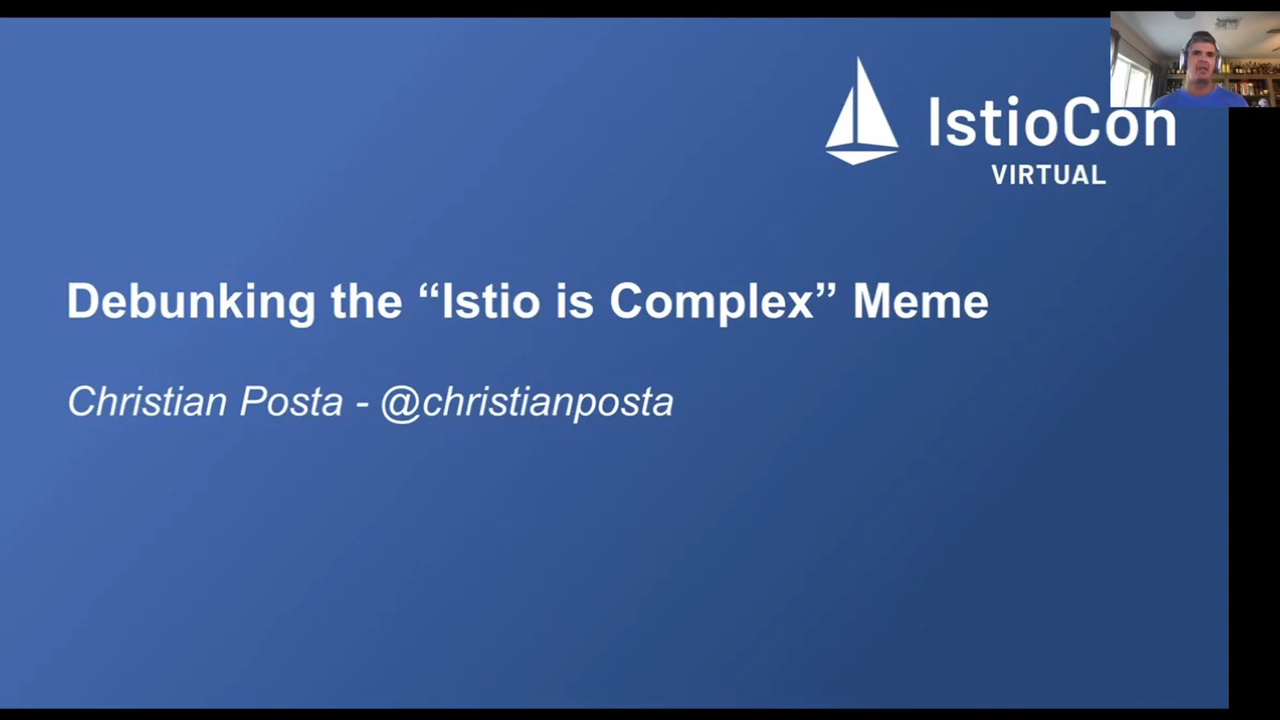 IstioCon
VIRTUAL
Debunking the “Istio is Complex” Meme
Christian Posta - @christianposta